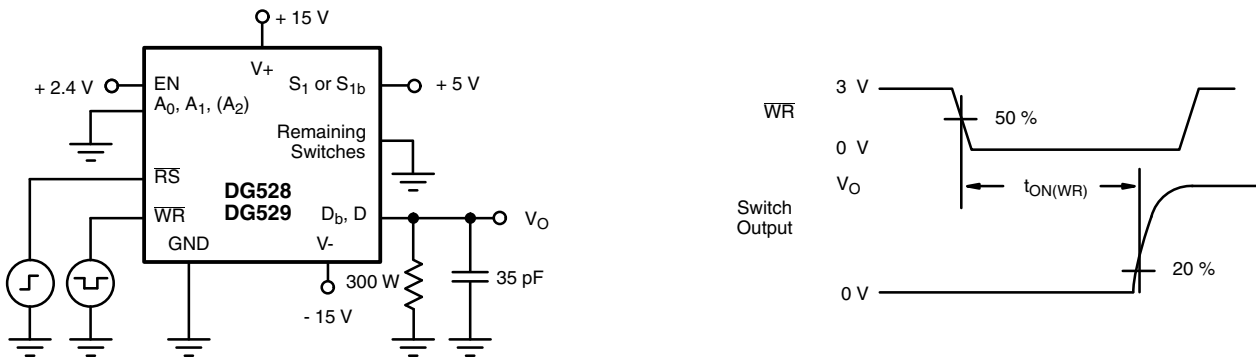 + 15 V
V+
+ 2.4 V
EN
S1 or S1b
+ 5 V
A0, A1, (A2)
Remaining
Switches
RS
DG528
DG529
WR
Db, D
VO
GND
V-
300 W
35 pF
- 15 V
3 V
WR
50 %
0 V
VO
tON(WR)
Switch
Output
20 %
0 V